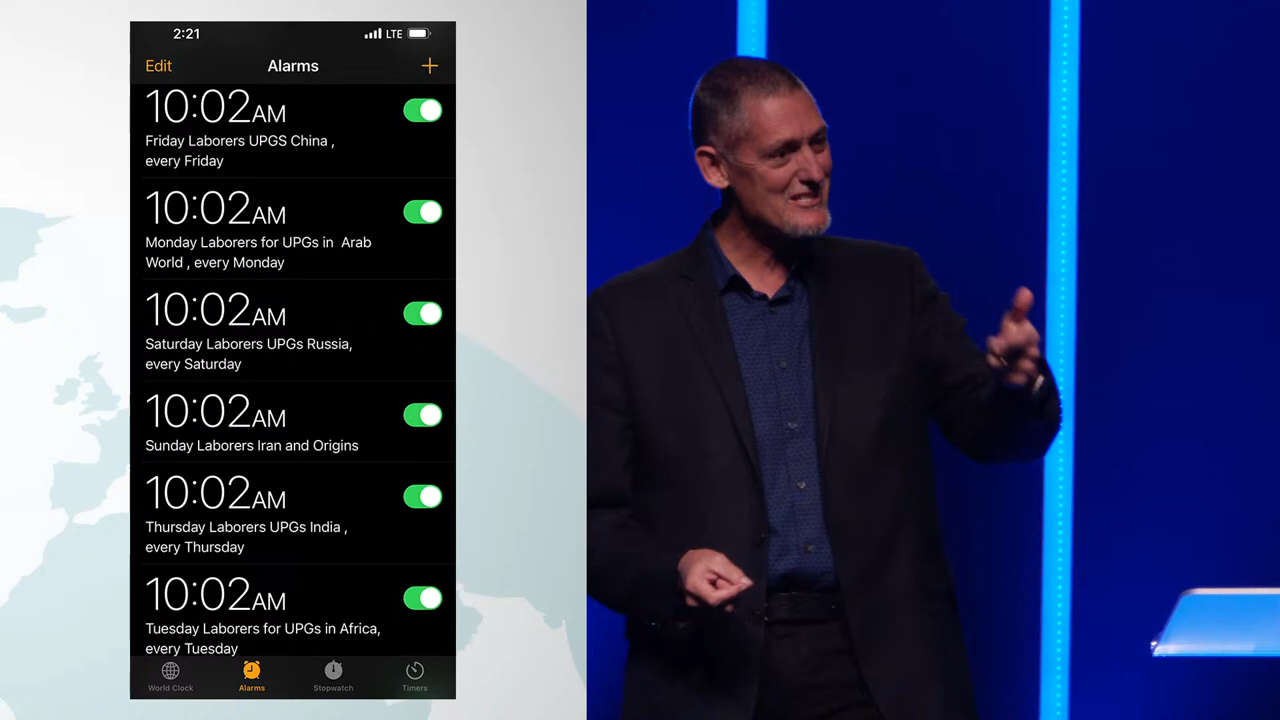 2:21 LTE
Edit Alarms +
10:02AM
Friday Laborers UPGS China ,
every Friday
10:02AM
Monday Laborers for UPGs in  Arab
World , every Monday
10:02AM
Saturday Laborers UPGs Russia,
every Saturday
10:02AM
Sunday Laborers Iran and Origins
10:02AM
Thursday Laborers UPGs India ,
every Thursday
10:02AM
Tuesday Laborers for UPGs in Africa,
every Tuesday
World Clock Alarms Stopwatch Timers